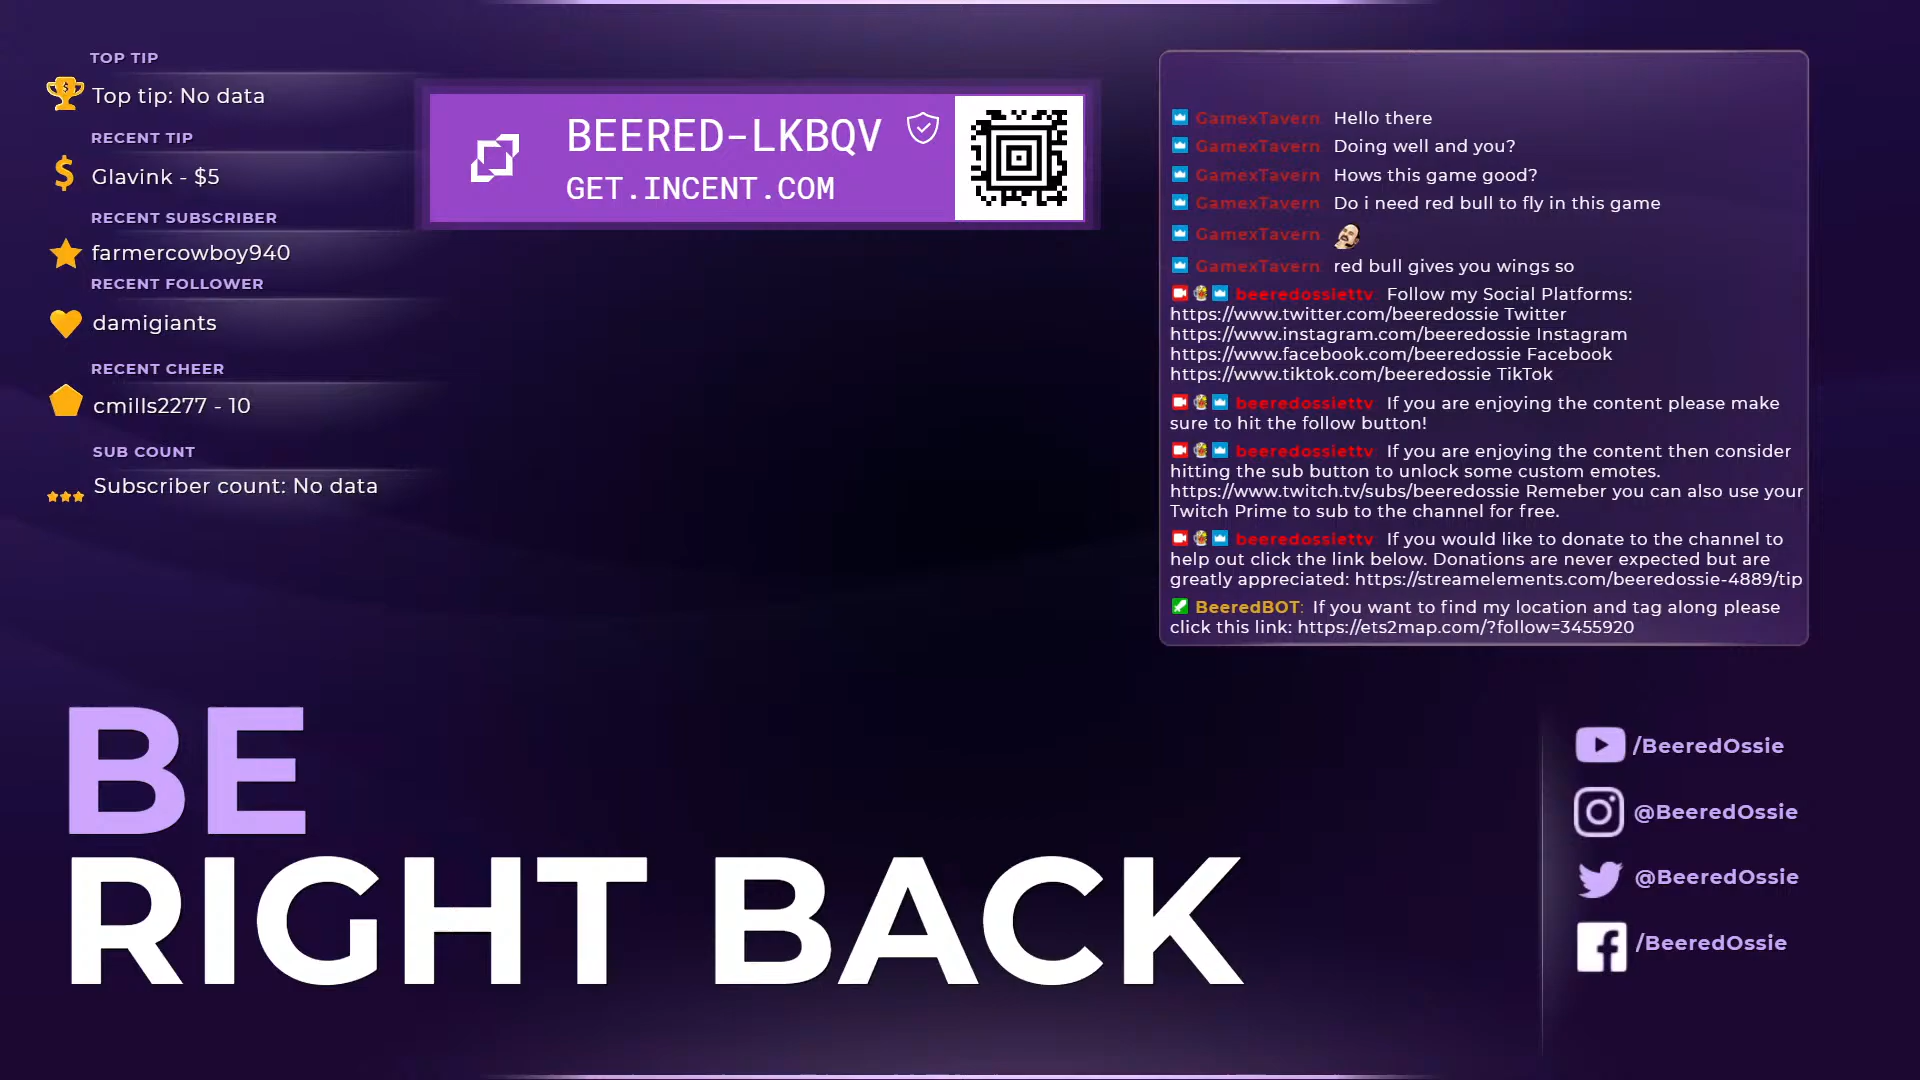 TOP TIP
Top tip: No data
RECENT TIP
Glavink - $5
RECENT SUBSCRIBER
farmercowboy940
RECENT FOLLOWER
damigiants
RECENT CHEER
cmills2277 - 10
SUB COUNT
Subscriber count: No data
BEERED-LKBQV
GET.INCENT.COM
GamexTavern: Hello there
GamexTavern: Doing well and you?
GamexTavern: Hows this game good?
GamexTavern: Do i need red bull to fly in this game
GamexTavern:
GamexTavern: red bull gives you wings so
beeredossiettv: Follow my Social Platforms:
https://www.twitter.com/beeredossie Twitter
https://www.instagram.com/beeredossie Instagram
https://www.facebook.com/beeredossie Facebook
https://www.tiktok.com/beeredossie TikTok
beeredossiettv: If you are enjoying the content please make
sure to hit the follow button!
beeredossiettv: If you are enjoying the content then consider
hitting the sub button to unlock some custom emotes.
https://www.twitch.tv/subs/beeredossie Remeber you can also use your
Twitch Prime to sub to the channel for free.
beeredossiettv: If you would like to donate to the channel to
help out click the link below. Donations are never expected but are
greatly appreciated: https://streamelements.com/beeredossie-4889/tip
BeeredBOT: If you want to find my location and tag along please
click this link: https://ets2map.com/?follow=3455920
BE
RIGHT BACK
/BeeredOssie
@BeeredOssie
@BeeredOssie
/BeeredOssie